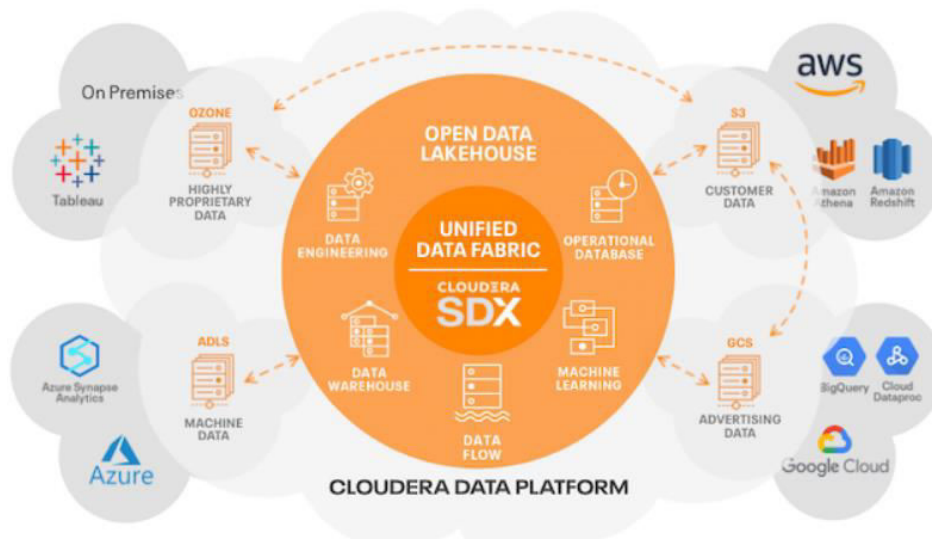 On Premises
Tableau
OZONE
HIGHLY
PROPRIETARY
DATA
OPEN DATA
LAKEHOUSE
DATA
ENGINEERING
UNIFIED
DATA FABRIC
CLOUDERA
SDX
OPERATIONAL
DATABASE
S3
CUSTOMER
DATA
aws
Amazon
Athena
Amazon
Redshift
Azure Synapse
Analytics
Azure
ADLS
MACHINE
DATA
DATA
WAREHOUSE
DATA
FLOW
MACHINE
LEARNING
GCS
ADVERTISING
DATA
BigQuery
Cloud
Dataproc
Google Cloud
CLOUDERA DATA PLATFORM